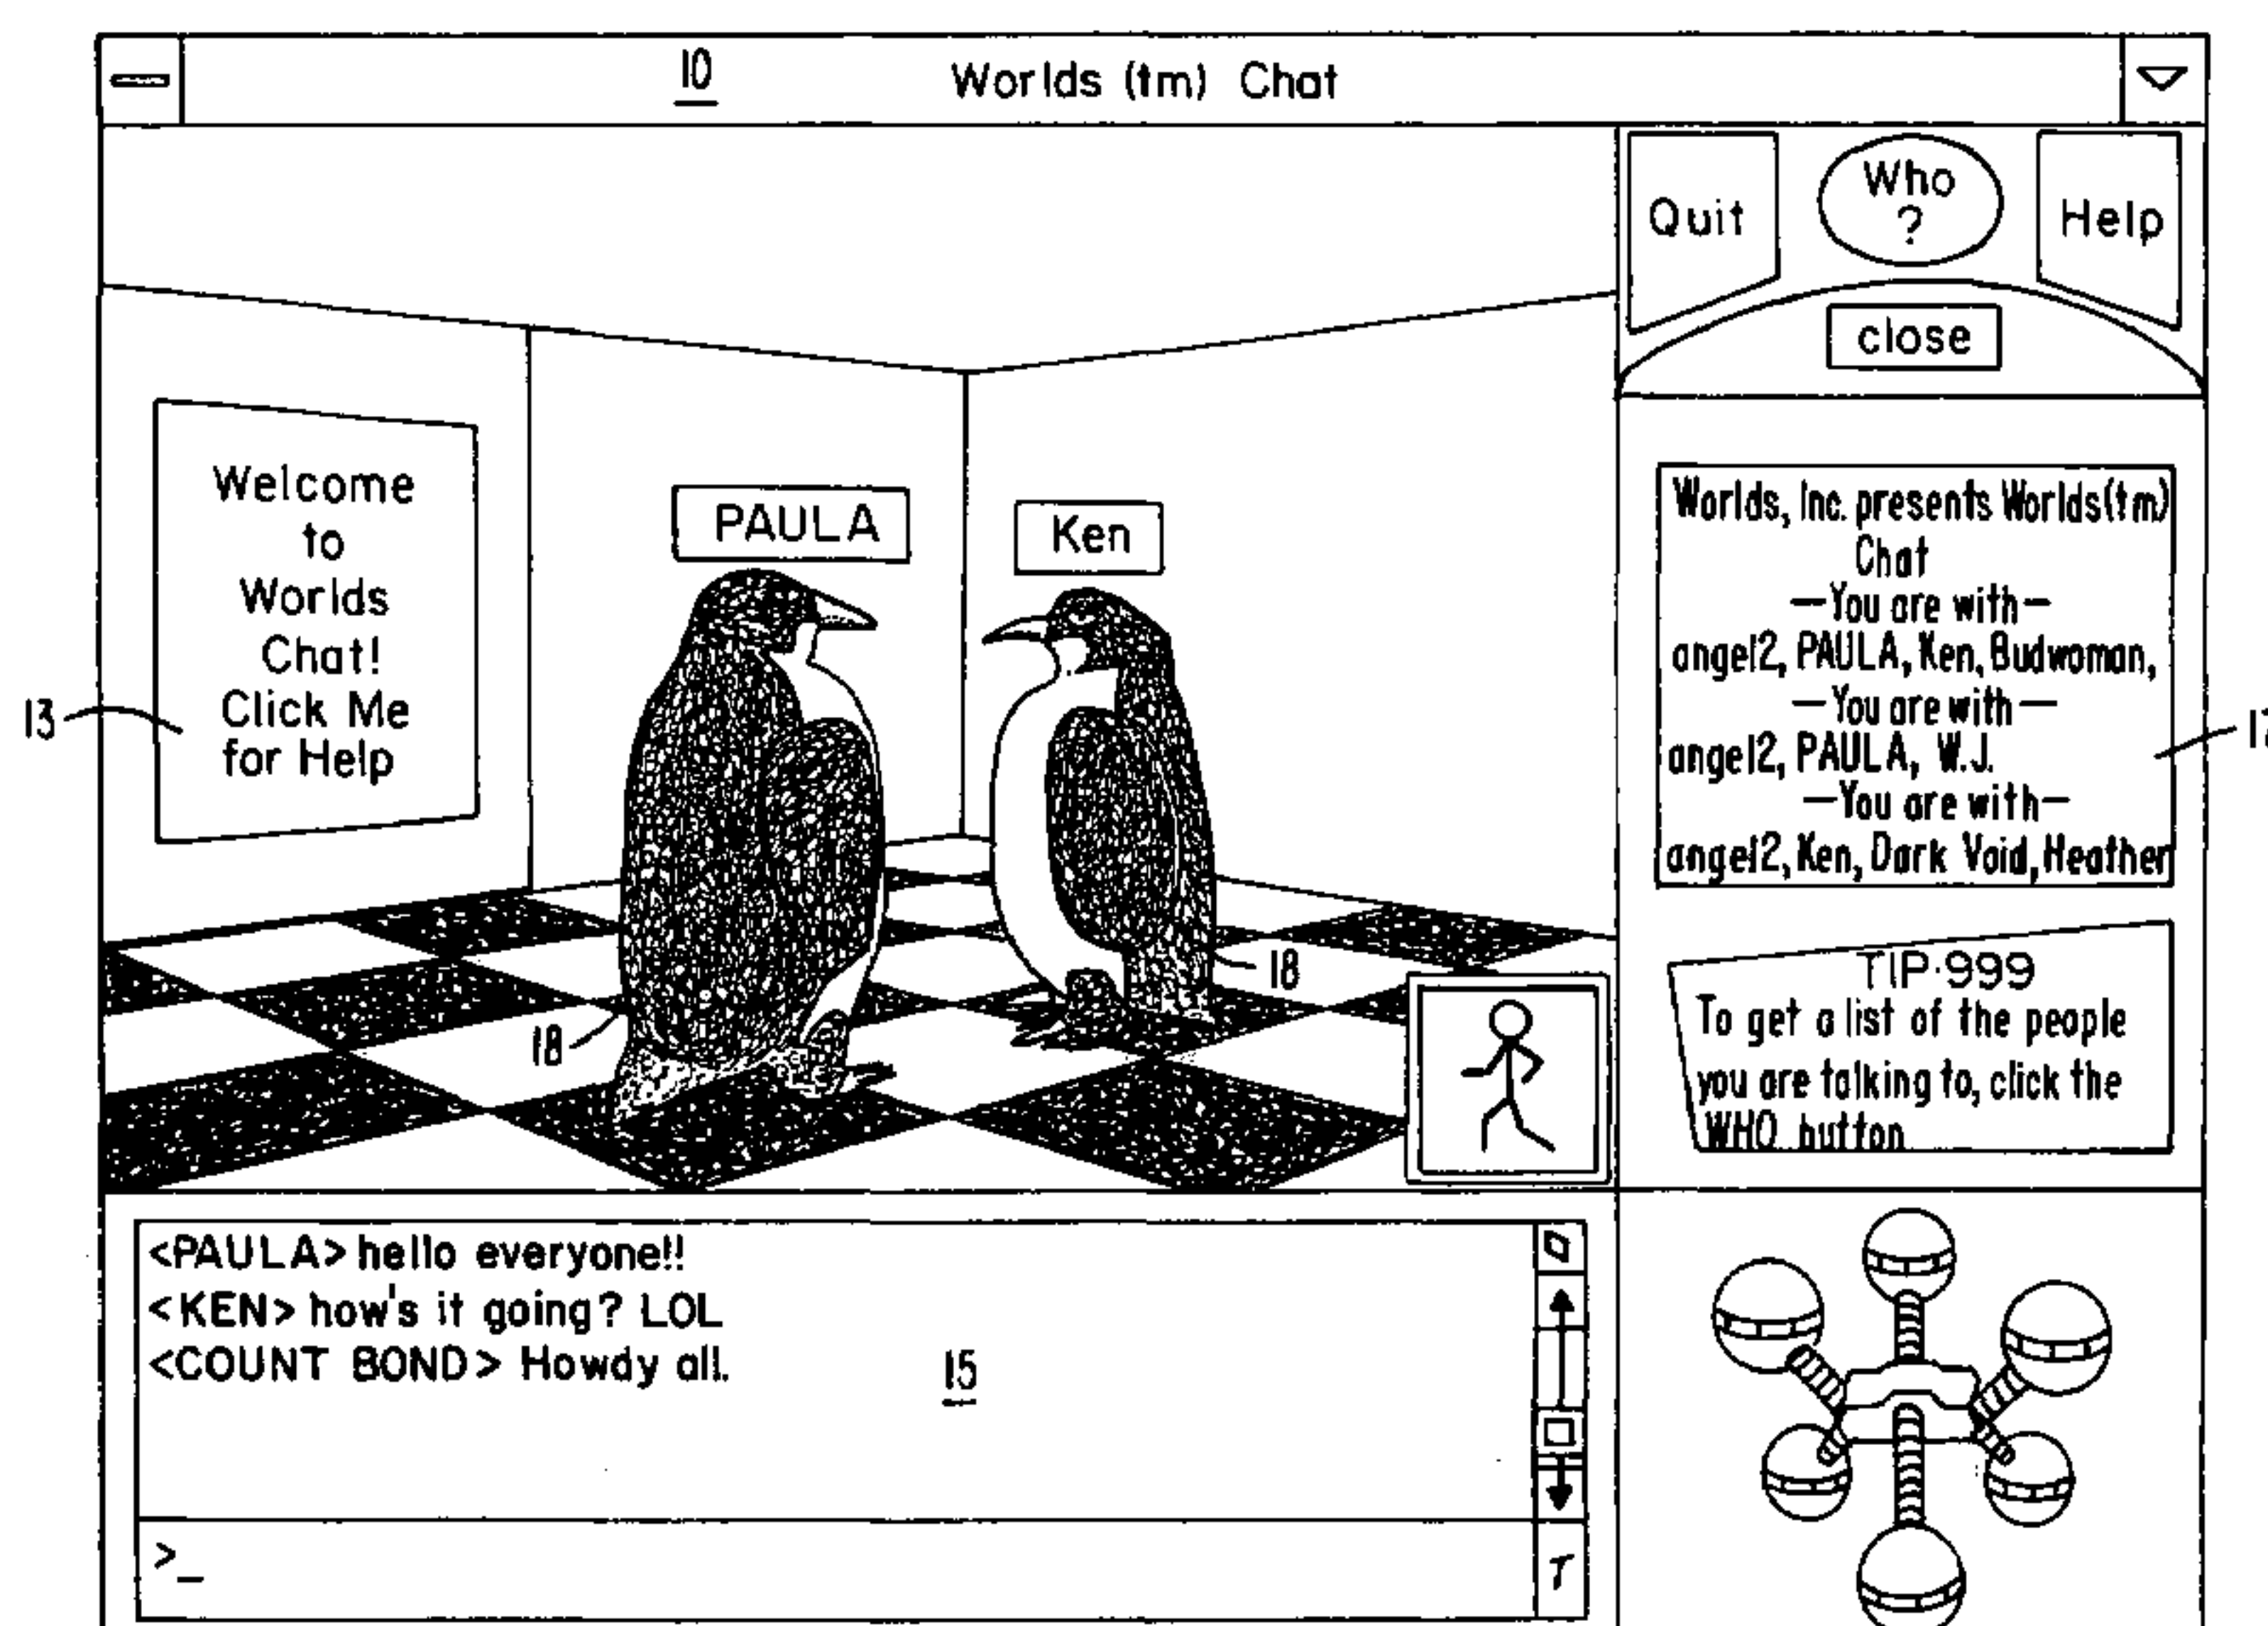 10
Worlds (tm) Chat
Quit
Who
?
Help
close
Welcome
to
Worlds
Chat!
Click Me
for Help
13
PAULA
Ken
18
18
Worlds, Inc. presents Worlds(tm)
Chat
—You are with—
angel2, PAULA, Ken, Budwoman,
—You are with—
angel2, PAULA, W.J.
—You are with—
angel2, Ken, Dark Void, Heather
TIP·999
To get a list of the people
you are talking to, click the
WHO button
<PAULA> hello everyone!!
<KEN> how's it going? LOL
<COUNT BOND> Howdy all.
15
>_